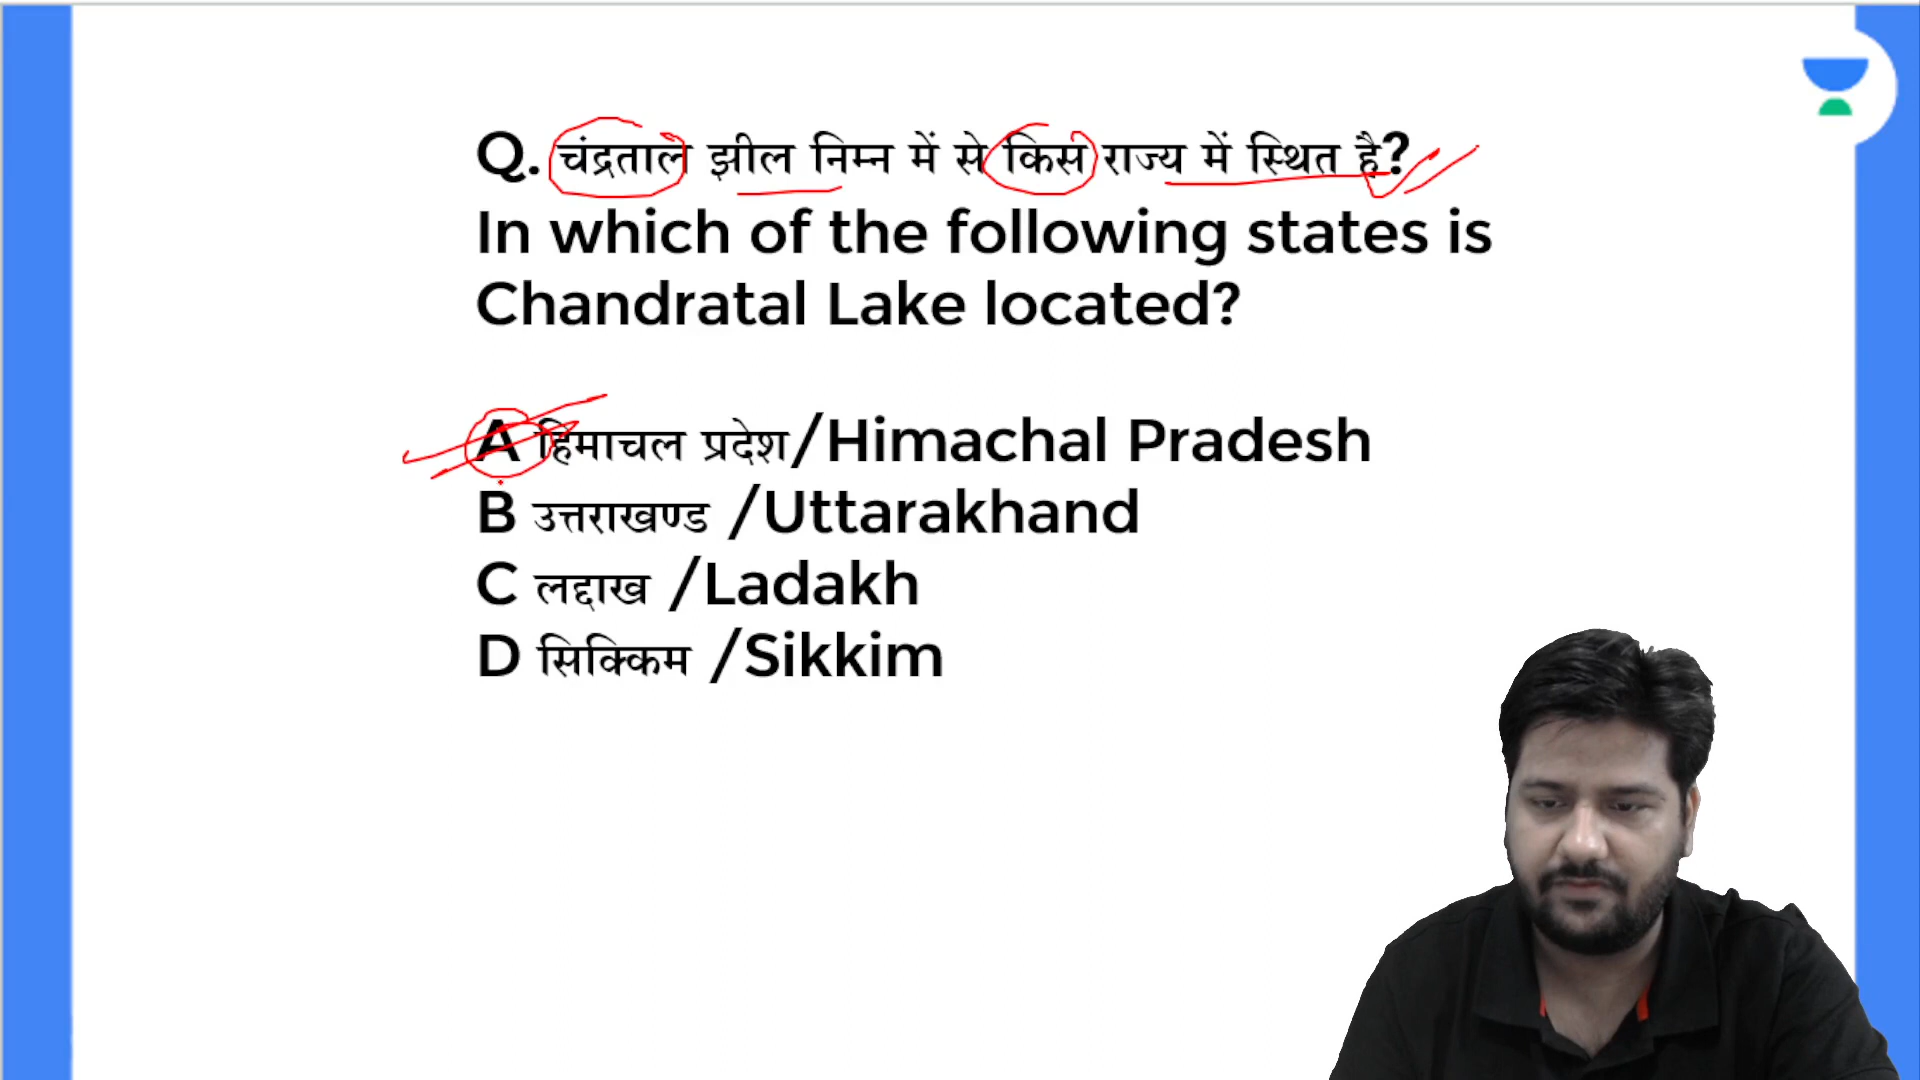 Q. चंद्रताल झील निम्न में से किस राज्य में स्थित है?
In which of the following states is
Chandratal Lake located?
A हिमाचल प्रदेश/Himachal Pradesh
B उत्तराखण्ड /Uttarakhand
C लद्दाख /Ladakh
D सिक्किम /Sikkim